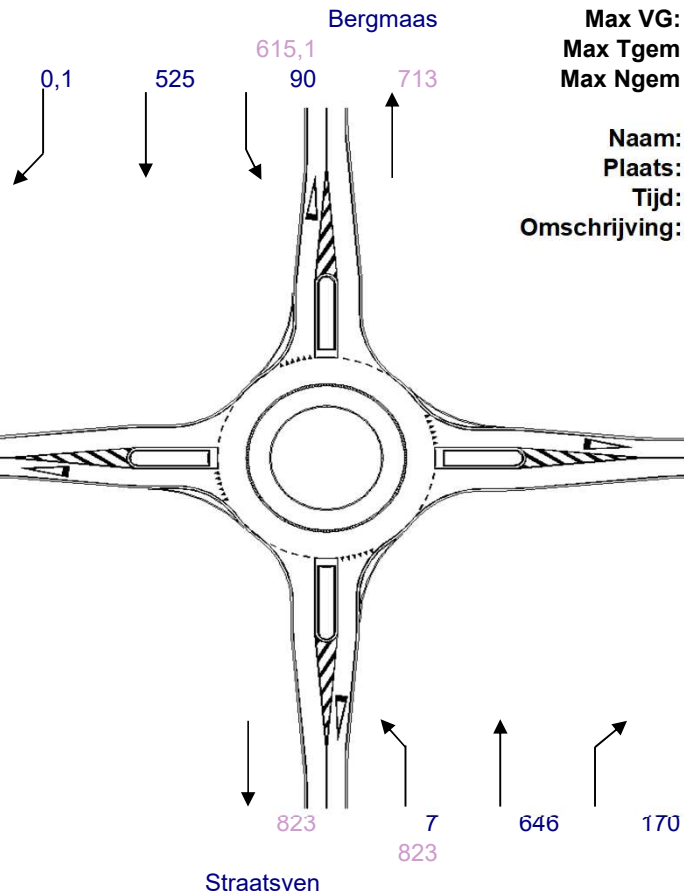 Bergmaas
Max VG:
615,1
Max Tgem
0,1 525 90 713
Max Ngem
Naam:
Plaats:
Tijd:
Omschrijving:
823 7 646 170
823
Straatsven